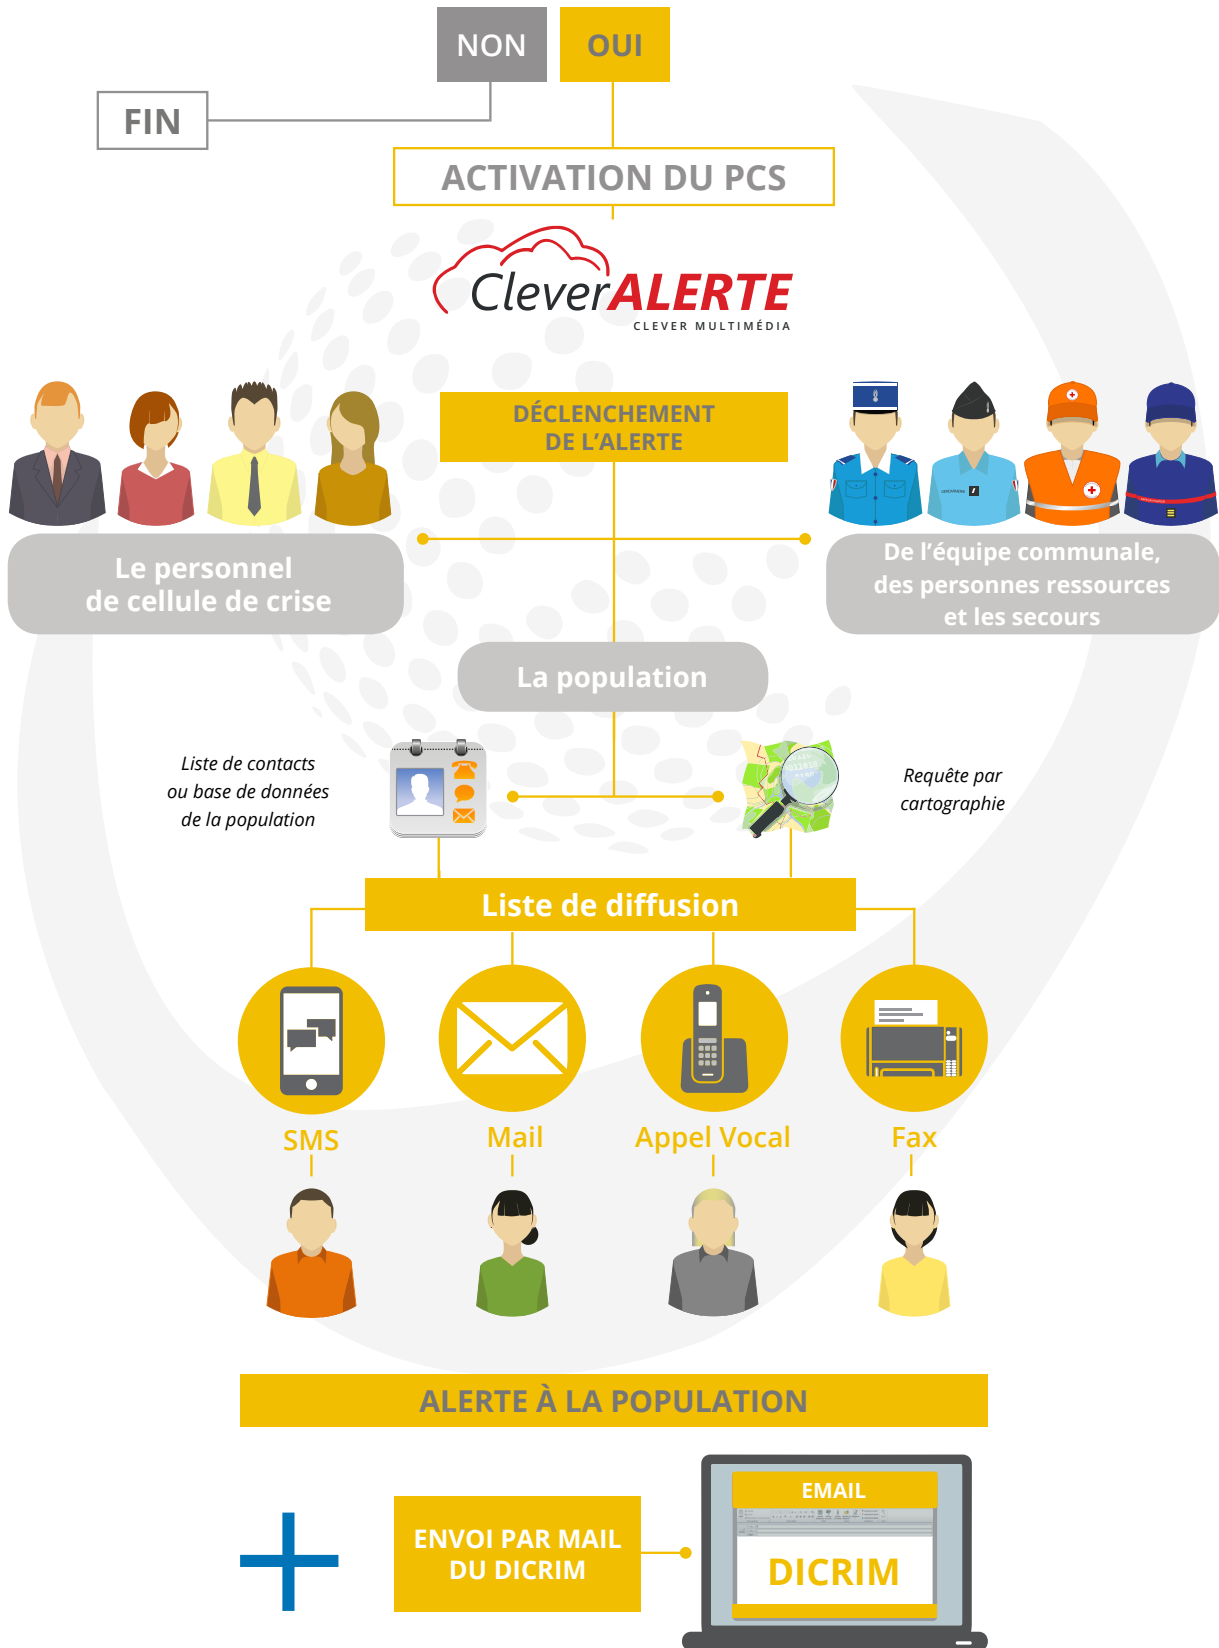 NON
OUI
FIN
ACTIVATION DU PCS
CleverALERTE
CLEVER MULTIMÉDIA
DÉCLENCHEMENT
DE L’ALERTE
Le personnel
de cellule de crise
De l’équipe communale,
des personnes ressources
et les secours
La population
Liste de contacts
ou base de données
de la population
Requête par
cartographie
Liste de diffusion
SMS
Mail
Appel Vocal
Fax
ALERTE À LA POPULATION
ENVOI PAR MAIL
DU DICRIM
EMAIL
DICRIM